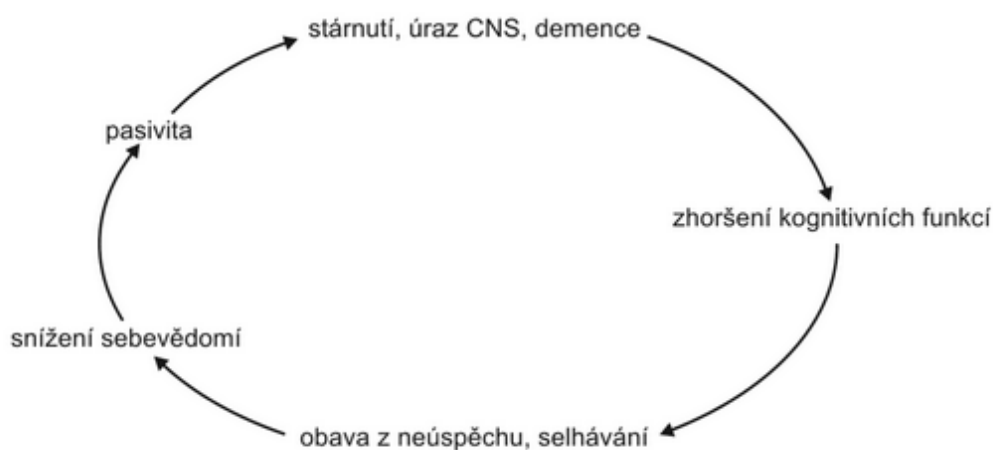 stárnutí, úraz CNS, demence
pasivita
zhoršení kognitivních funkcí
snížení sebevědomí
obava z neúspěchu, selhávání